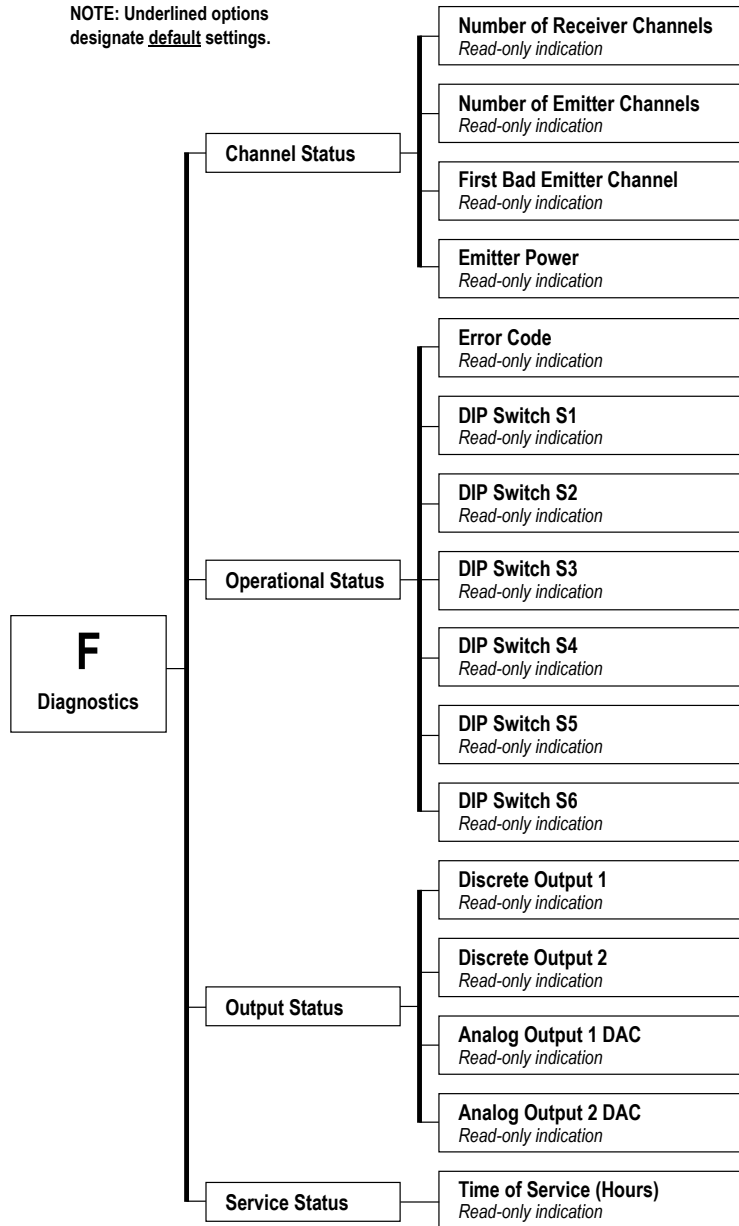 NOTE: Underlined options
designate default settings.
Number of Receiver Channels
Read-only indication
Number of Emitter Channels
Read-only indication
Channel Status
First Bad Emitter Channel
Read-only indication
Emitter Power
Read-only indication
Error Code
Read-only indication
DIP Switch S1
Read-only indication
DIP Switch S2
Read-only indication
Operational Status
DIP Switch S3
Read-only indication
F
Diagnostics
DIP Switch S4
Read-only indication
DIP Switch S5
Read-only indication
DIP Switch S6
Read-only indication
Discrete Output 1
Read-only indication
Discrete Output 2
Read-only indication
Output Status
Analog Output 1 DAC
Read-only indication
Analog Output 2 DAC
Read-only indication
Service Status
Time of Service (Hours)
Read-only indication